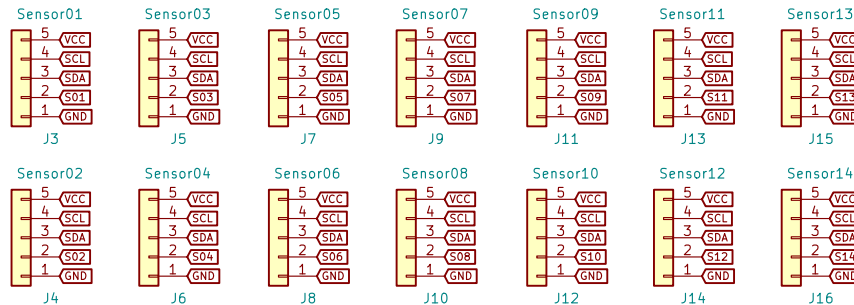 Sensor01 Sensor03 Sensor05 Sensor07 Sensor09 Sensor11 Sensor13
5 VCC 5 VCC 5 VCC 5 VCC 5 VCC 5 VCC 5 VCC
4 SCL 4 SCL 4 SCL 4 SCL 4 SCL 4 SCL 4 SCL
3 SDA 3 SDA 3 SDA 3 SDA 3 SDA 3 SDA 3 SDA
2 S01 2 S03 2 S05 2 S07 2 S09 2 S11 2 S13
1 GND 1 GND 1 GND 1 GND 1 GND 1 GND 1 GND
J3 J5 J7 J9 J11 J13 J15
Sensor02 Sensor04 Sensor06 Sensor08 Sensor10 Sensor12 Sensor14
5 VCC 5 VCC 5 VCC 5 VCC 5 VCC 5 VCC 5 VCC
4 SCL 4 SCL 4 SCL 4 SCL 4 SCL 4 SCL 4 SCL
3 SDA 3 SDA 3 SDA 3 SDA 3 SDA 3 SDA 3 SDA
2 S02 2 S04 2 S06 2 S08 2 S10 2 S12 2 S14
1 GND 1 GND 1 GND 1 GND 1 GND 1 GND 1 GND
J4 J6 J8 J10 J12 J14 J16